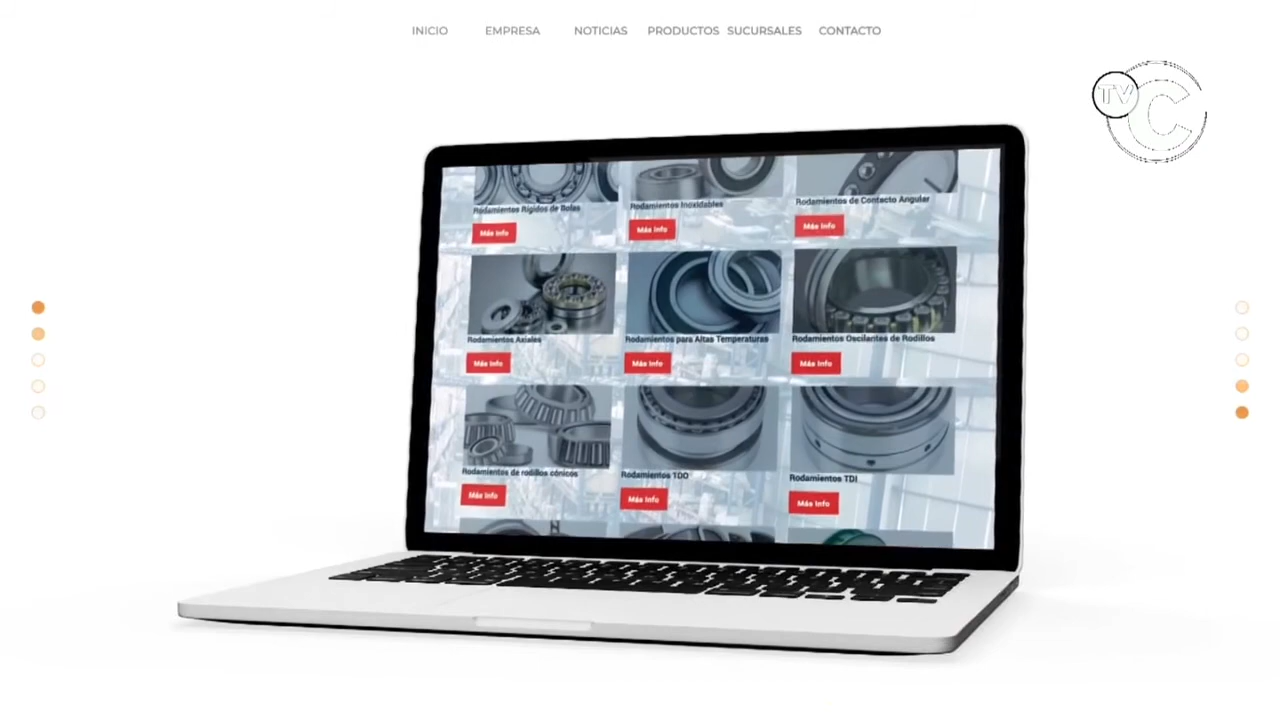 INICIO EMPRESA NOTICIAS PRODUCTOS SUCURSALES CONTACTO
TV C
Rodamientos Rígidos de Bolas Rodamientos Inoxidables Rodamientos de Contacto Angular
Más Info Más Info Más Info
Rodamientos Axiales Rodamientos para Altas Temperaturas Rodamientos Oscilantes de Rodillos
Más Info Más Info Más Info
Rodamientos de rodillos cónicos Rodamientos TDO Rodamientos TDI
Más Info Más Info Más Info